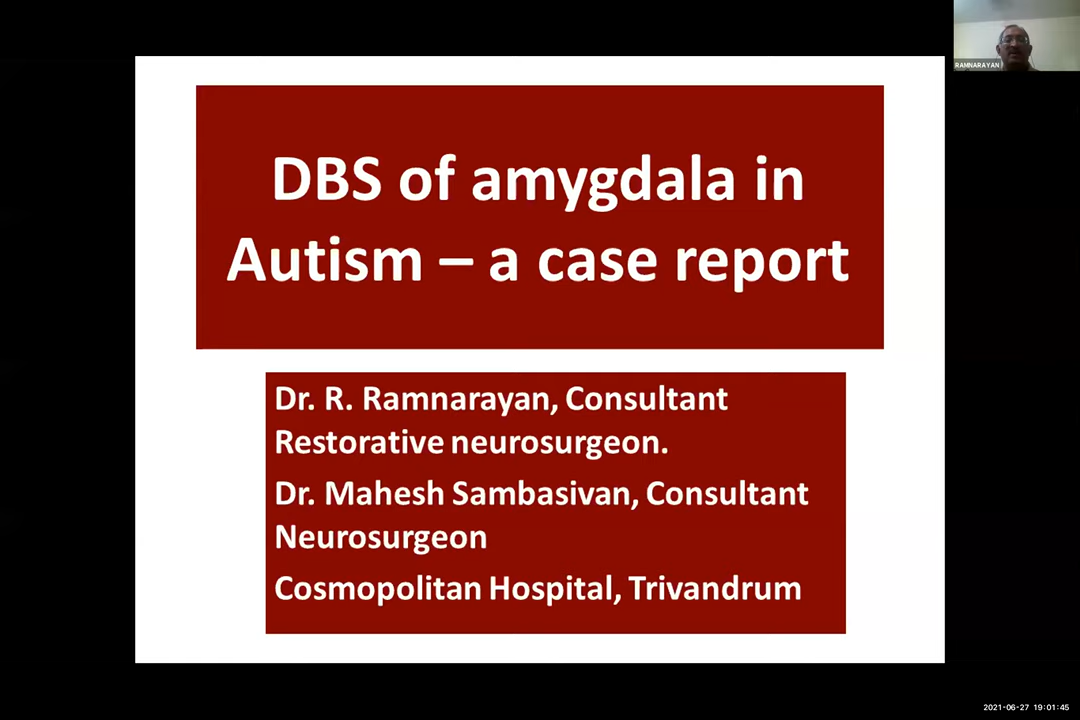 RAMNARAYAN
DBS of amygdala in
Autism – a case report
Dr. R. Ramnarayan, Consultant
Restorative neurosurgeon.
Dr. Mahesh Sambasivan, Consultant
Neurosurgeon
Cosmopolitan Hospital, Trivandrum
2021-06-27 19:01:45